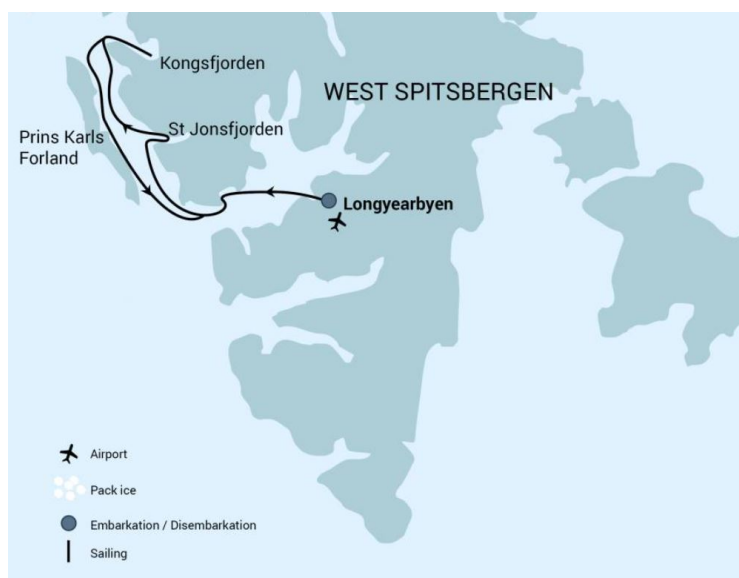 Kongsfjorden
WEST SPITSBERGEN
St Jonsfjorden
Prins Karls
Forland
Longyearbyen
Airport
Pack ice
Embarkation / Disembarkation
Sailing